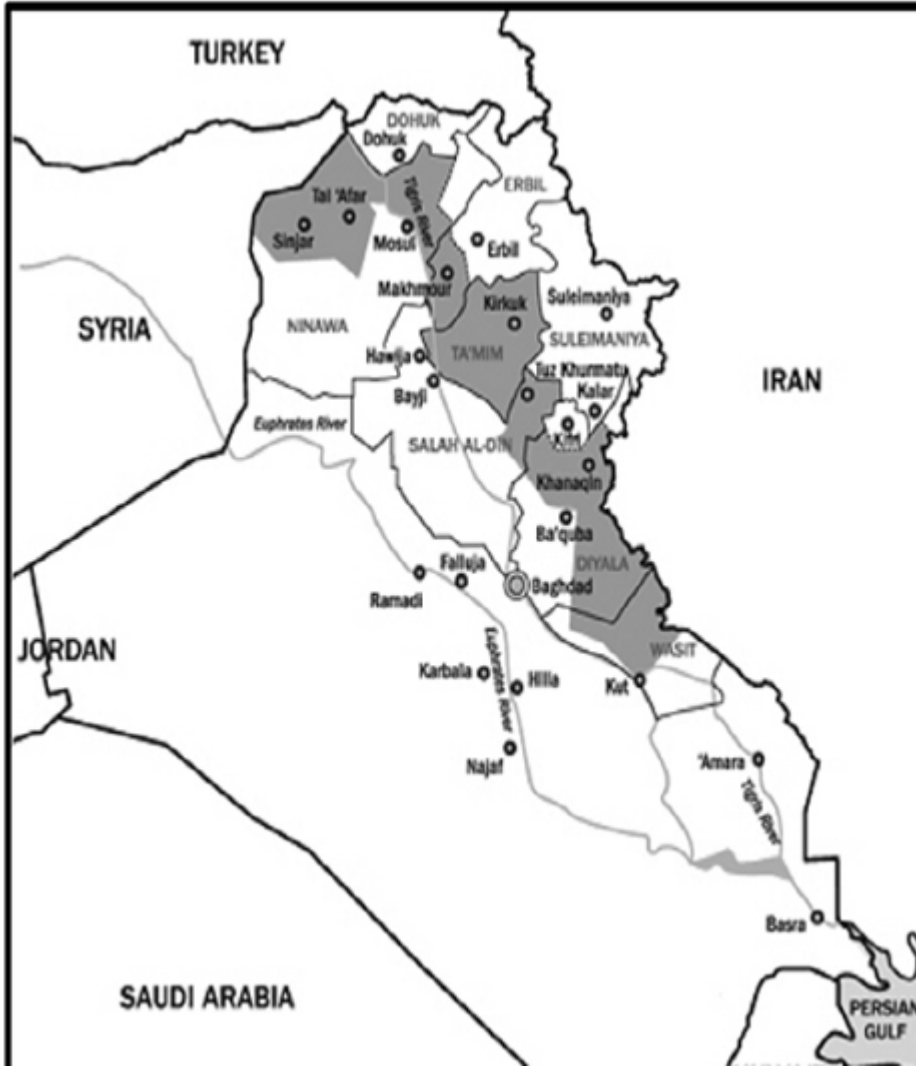 TURKEY
DOHUK
Dohuk
ERBIL
Tal 'Afar
Tigris River
Sinjar
Mosul
Erbil
Makhmour
Kirkuk
Suleimaniya
SYRIA
NINAWA
TA'MIM
SULEIMANIYA
Hawija
Tuz Khurmatu
IRAN
Bayji
Kalar
Euphrates River
SALAH AL-DIN
Kifri
Khanaqin
Ba'quba
Falluja
DIYALA
Ramadi
Baghdad
JORDAN
WASIT
Karbala
Euphrates River
Hilla
Kut
Najaf
'Amara
Tigris River
Basra
SAUDI ARABIA
PERSIAN
GULF